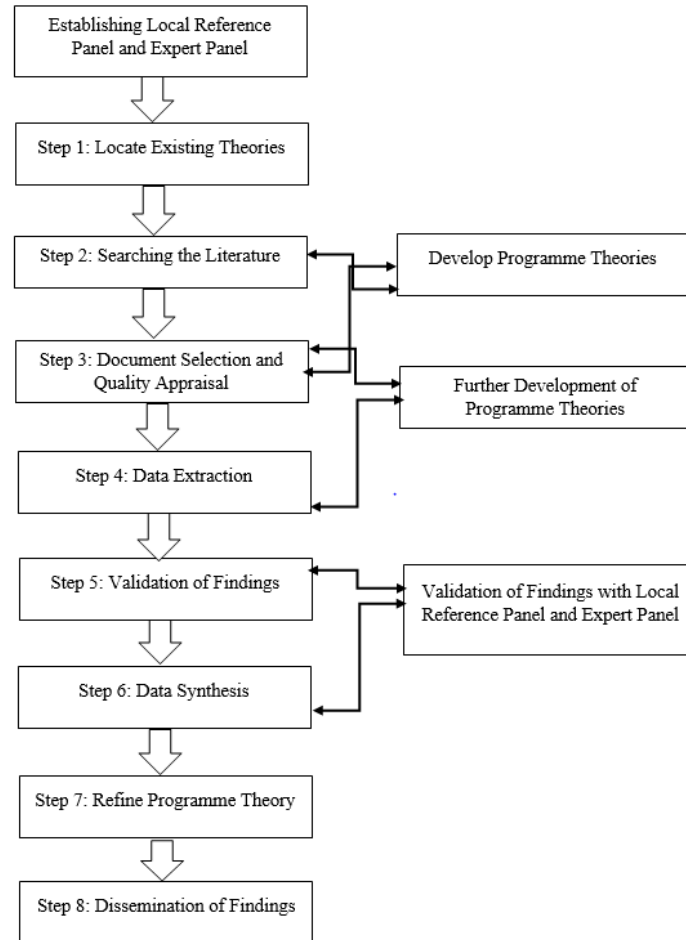 Establishing Local Reference
Panel and Expert Panel
Step 1: Locate Existing Theories
Step 2: Searching the Literature
Develop Programme Theories
Step 3: Document Selection and
Quality Appraisal
Further Development of
Programme Theories
Step 4: Data Extraction
Step 5: Validation of Findings
Validation of Findings with Local
Reference Panel and Expert Panel
Step 6: Data Synthesis
Step 7: Refine Programme Theory
Step 8: Dissemination of Findings